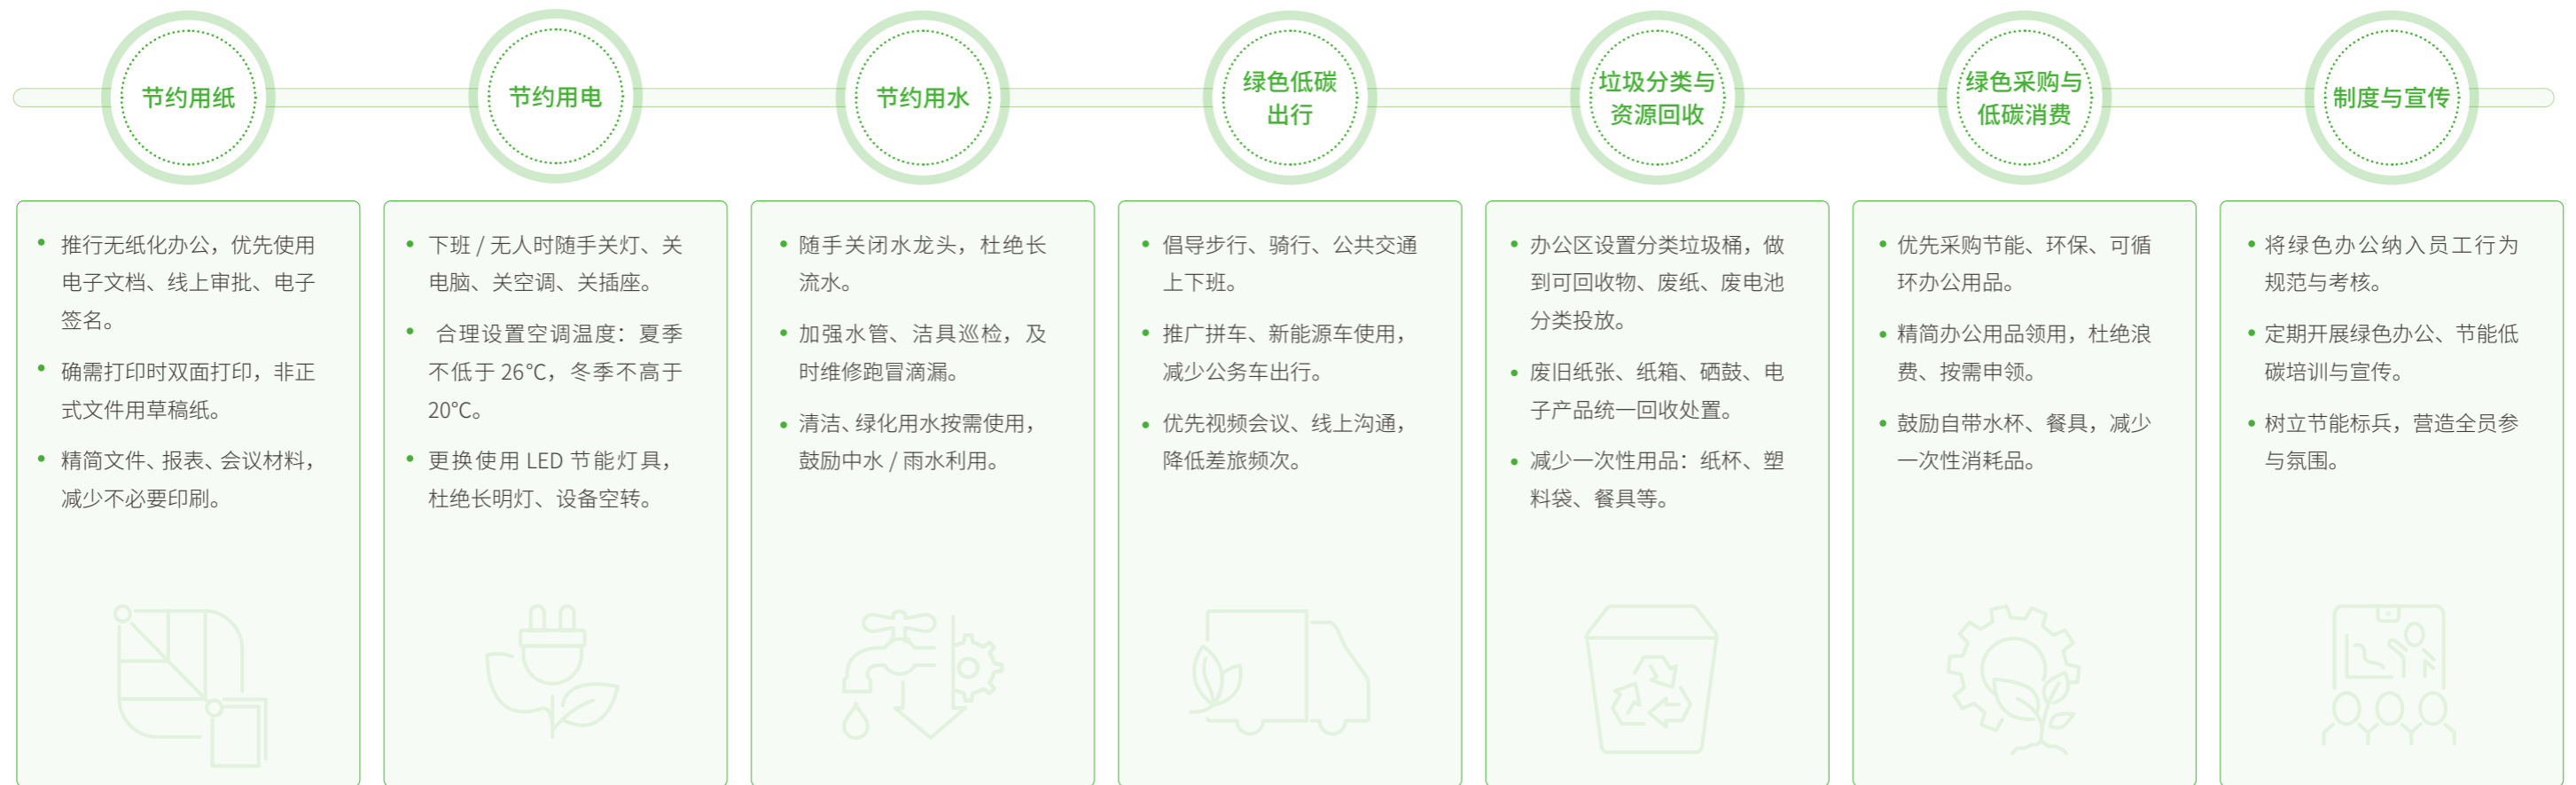 节约用纸
推行无纸化办公，优先使用
电子文档、线上审批、电子
签名。
确需打印时双面打印，非正
式文件用草稿纸。
精简文件、报表、会议材料，
减少不必要印刷。
节约用电
下班 / 无人时随手关灯、关
电脑、关空调、关插座。
合理设置空调温度：夏季
不低于 26℃，冬季不高于
20℃。
更换使用 LED 节能灯具，
杜绝长明灯、设备空转。
节约用水
随手关闭水龙头，杜绝长
流水。
加强水管、洁具巡检，及
时维修跑冒滴漏。
清洁、绿化用水按需使用，
鼓励中水 / 雨水利用。
绿色低碳
出行
倡导步行、骑行、公共交通
上下班。
推广拼车、新能源车使用，
减少公务车出行。
优先视频会议、线上沟通，
降低差旅频次。
垃圾分类与
资源回收
办公区设置分类垃圾桶，做
到可回收物、废纸、废电池
分类投放。
废旧纸张、纸箱、硒鼓、电
子产品统一回收处置。
减少一次性用品：纸杯、塑
料袋、餐具等。
绿色采购与
低碳消费
优先采购节能、环保、可循
环办公用品。
精简办公用品领用，杜绝浪
费、按需申领。
鼓励自带水杯、餐具，减少
一次性消耗品。
制度与宣传
将绿色办公纳入员工行为
规范与考核。
定期开展绿色办公、节能低
碳培训与宣传。
树立节能标兵，营造全员参
与氛围。